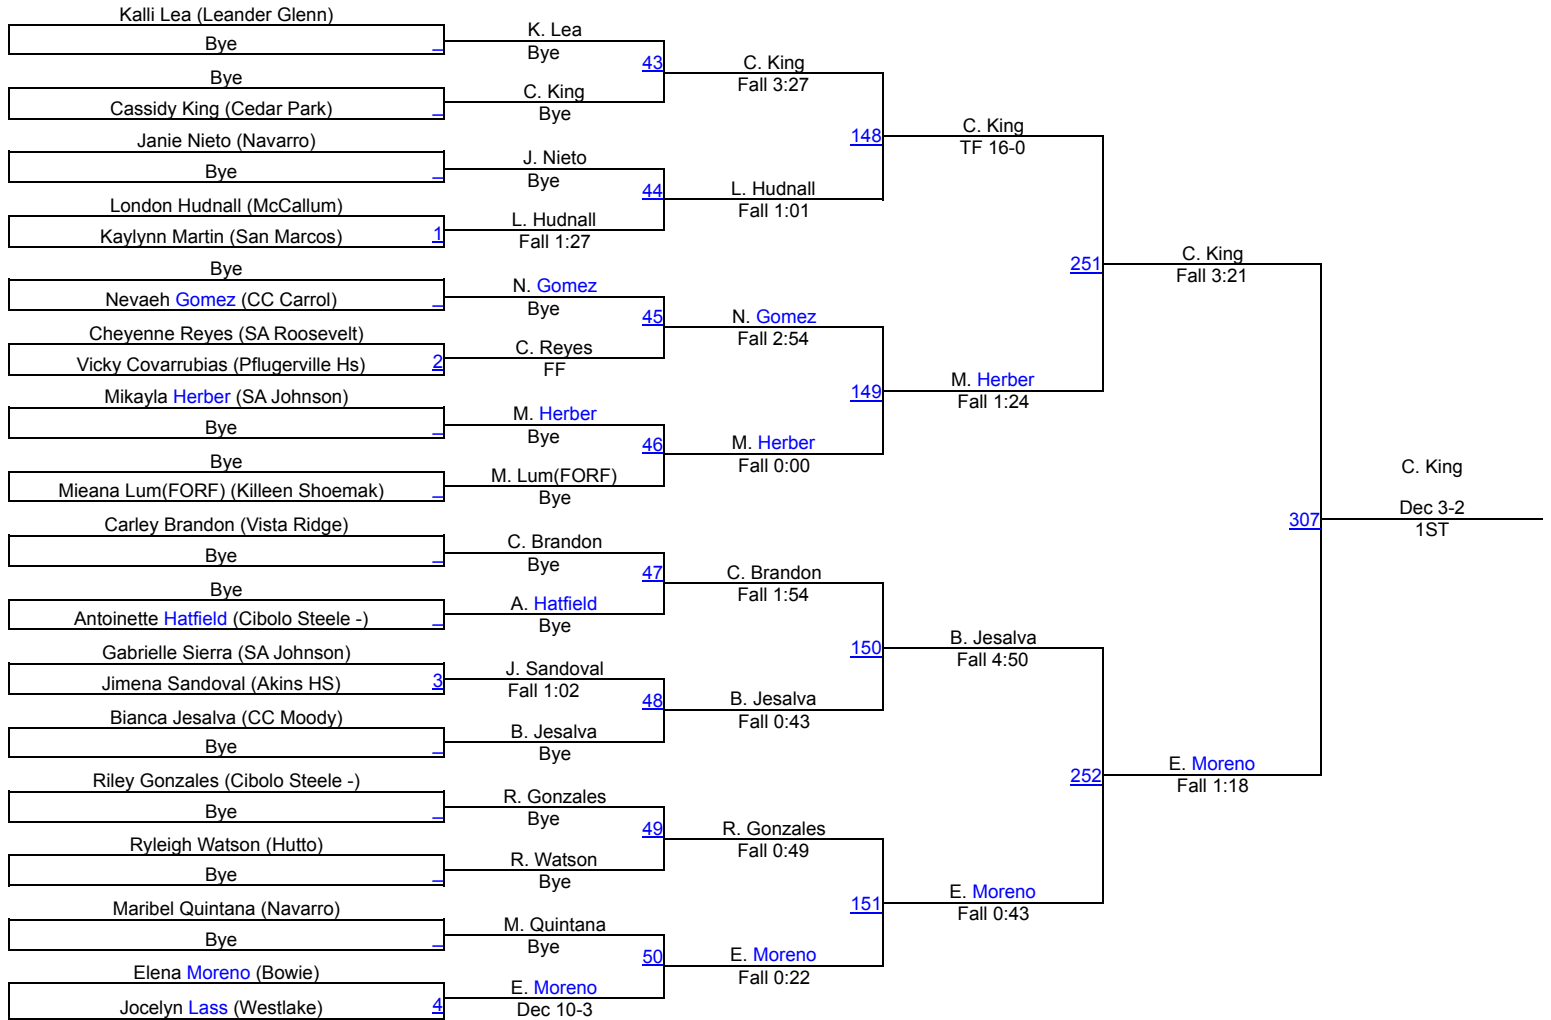 Kalli Lea (Leander Glenn)
Bye
Bye
Cassidy King (Cedar Park)
Janie Nieto (Navarro)
Bye
London Hudnall (McCallum)
Kaylynn Martin (San Marcos) 1
Bye
Nevaeh Gomez (CC Carrol)
Cheyenne Reyes (SA Roosevelt)
Vicky Covarrubias (Pflugerville Hs) 2
Mikayla Herber (SA Johnson)
Bye
Bye
Mieana Lum(FORF) (Killeen Shoemak)
Carley Brandon (Vista Ridge)
Bye
Bye
Antoinette Hatfield (Cibolo Steele -)
Gabrielle Sierra (SA Johnson)
Jimena Sandoval (Akins HS) 3
Bianca Jesalva (CC Moody)
Bye
Riley Gonzales (Cibolo Steele -)
Bye
Ryleigh Watson (Hutto)
Bye
Maribel Quintana (Navarro)
Bye
Elena Moreno (Bowie)
Jocelyn Lass (Westlake) 4
K. Lea
Bye
43
C. King
Bye
J. Nieto
Bye
44
L. Hudnall
Fall 1:27
N. Gomez
Bye
45
C. Reyes
FF
M. Herber
Bye
46
M. Lum(FORF)
Bye
C. Brandon
Bye
47
A. Hatfield
Bye
J. Sandoval
Fall 1:02
48
B. Jesalva
Bye
R. Gonzales
Bye
49
R. Watson
Bye
M. Quintana
Bye
50
E. Moreno
Dec 10-3
C. King
Fall 3:27
148
L. Hudnall
Fall 1:01
N. Gomez
Fall 2:54
149
M. Herber
Fall 0:00
C. Brandon
Fall 1:54
150
B. Jesalva
Fall 0:43
R. Gonzales
Fall 0:49
151
E. Moreno
Fall 0:22
C. King
TF 16-0
251
M. Herber
Fall 1:24
B. Jesalva
Fall 4:50
252
E. Moreno
Fall 0:43
C. King
Fall 3:21
307
E. Moreno
Fall 1:18
C. King
Dec 3-2
1ST